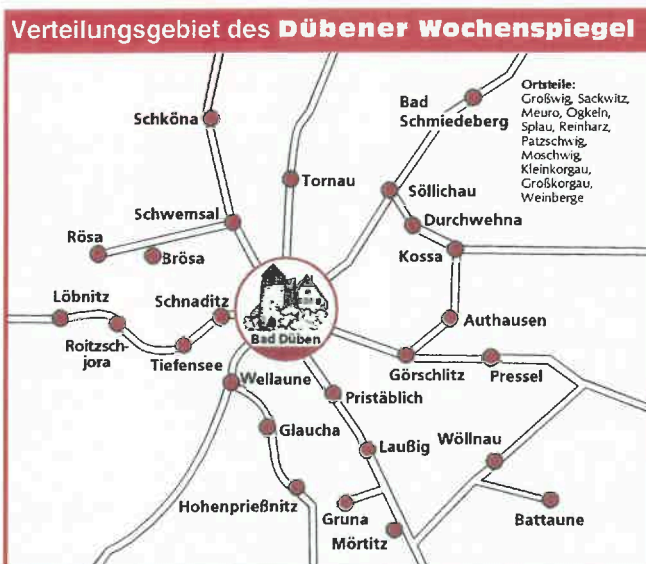 Verteilungsgebiet des Dübener Wochenspiegel
Schköna
Bad
Schmiedeberg
Ortsteile:
Großwig, Sackwitz,
Meuro, Ogkeln,
Splau, Reinharz,
Patzschwig,
Moschwig,
Kleinkorgau,
Großkorgau,
Weinberge
Tornau
Söllichau
Schwemsal
Durchwehna
Rösa
Brösa
Kossa
Löbnitz
Schnaditz
Bad Düben
Authausen
Roitzsch-
jora
Tiefensee
Görschlitz
Pressel
Wellaune
Pristäblich
Glaucha
Laußig
Wöllnau
Hohenprießnitz
Gruna
Battaune
Mörtitz